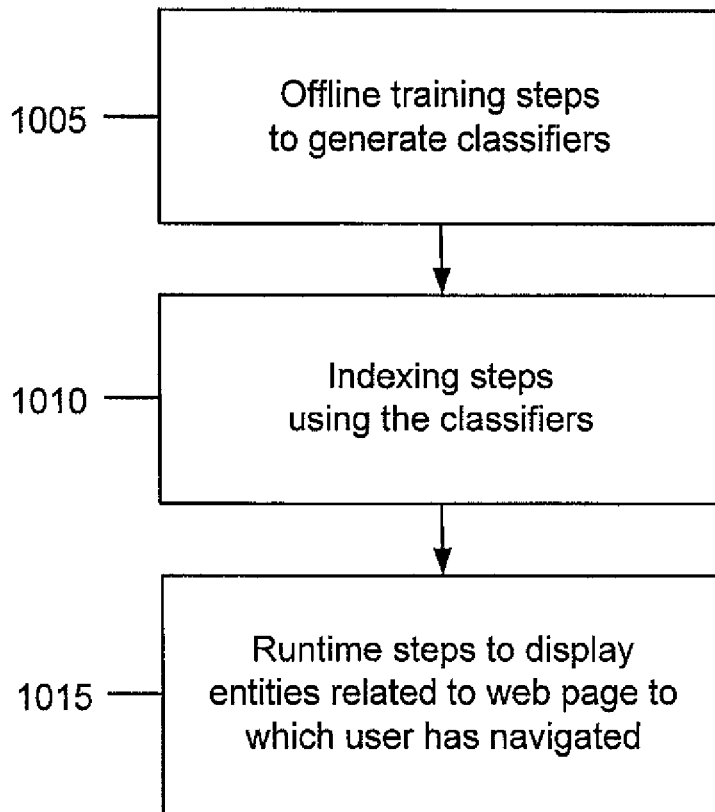 1005
Offline training steps
to generate classifiers
1010
Indexing steps
using the classifiers
1015
Runtime steps to display
entities related to web page to
which user has navigated